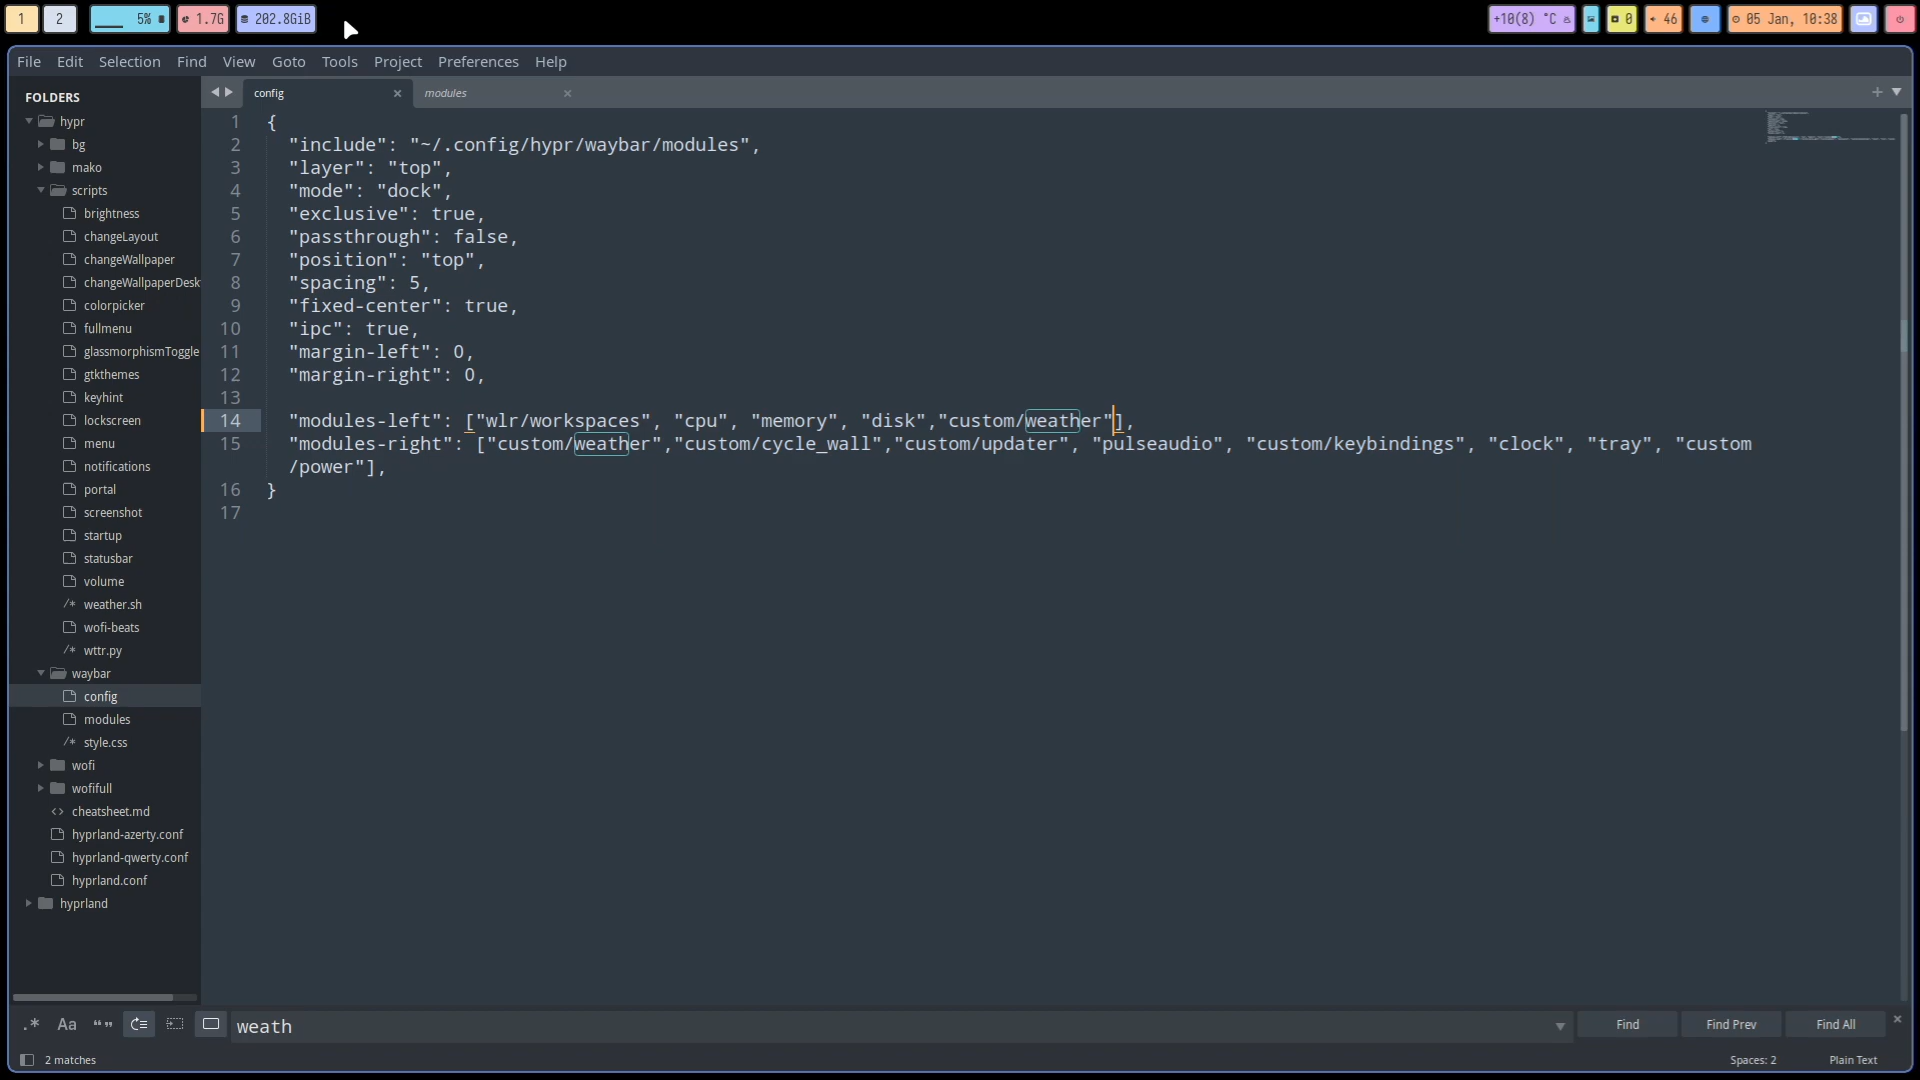 1 2 5% 1.7G 202.8GiB +10(8) °C 0 46 05 Jan, 10:38
File Edit Selection Find View Goto Tools Project Preferences Help
FOLDERS
hypr
bg
mako
scripts
brightness
changeLayout
changeWallpaper
changeWallpaperDesk
colorpicker
fullmenu
glassmorphismToggle
gtkthemes
keyhint
lockscreen
menu
notifications
portal
screenshot
startup
statusbar
volume
weather.sh
wofi-beats
wttr.py
waybar
config
modules
style.css
wofi
wofifull
cheatsheet.md
hyprland-azerty.conf
hyprland-qwerty.conf
hyprland.conf
hyprland
config × modules ×
1 {
2 "include": "~/.config/hypr/waybar/modules",
3 "layer": "top",
4 "mode": "dock",
5 "exclusive": true,
6 "passthrough": false,
7 "position": "top",
8 "spacing": 5,
9 "fixed-center": true,
10 "ipc": true,
11 "margin-left": 0,
12 "margin-right": 0,
13
14 "modules-left": ["wlr/workspaces", "cpu", "memory", "disk","custom/weather"],
15 "modules-right": ["custom/weather","custom/cycle_wall","custom/updater", "pulseaudio", "custom/keybindings", "clock", "tray", "custom
/power"],
16 }
17
.* Aa “” weath Find Find Prev Find All ×
2 matches Spaces: 2 Plain Text